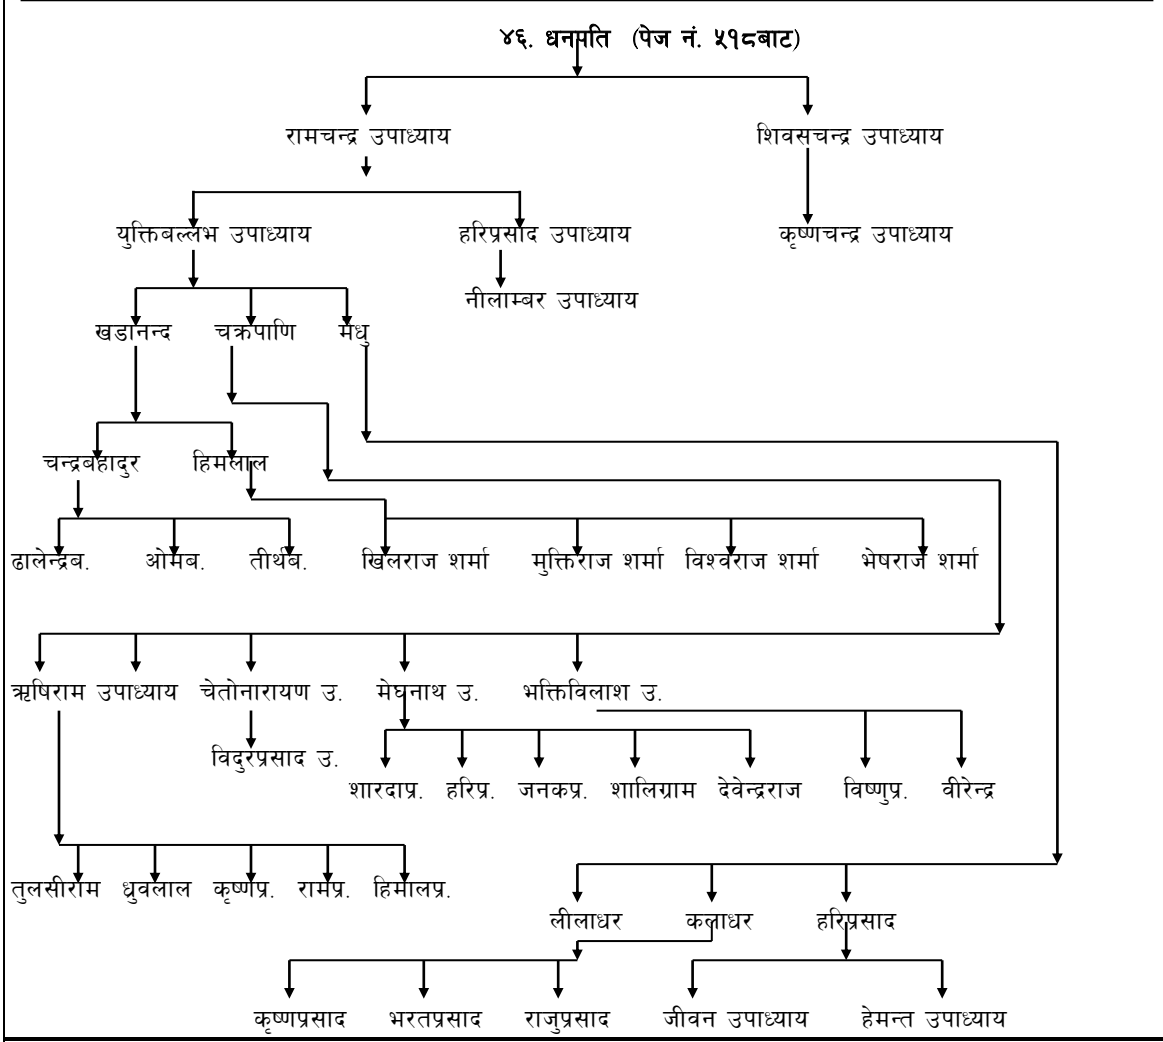 ४६. धनपति (पेज नं. ५१८बाट)
रामचन्द्र उपाध्याय शिवसचन्द्र उपाध्याय
युक्तिबल्लभ उपाध्याय हरिप्रसाद उपाध्याय कृष्णचन्द्र उपाध्याय
नीलाम्बर उपाध्याय
खडानन्द चक्रपाणि मधु
चन्द्रबहादुर हिमलाल
ढालेन्द्रब. ओमब. तीर्थब. खिलराज शर्मा मुक्तिराज शर्मा विश्वराज शर्मा भेषराज शर्मा
ऋषिराम उपाध्याय चेतोनारायण उ. मेघनाथ उ. भक्तिविलाश उ.
विदुरप्रसाद उ.
शारदाप्र. हरिप्र. जनकप्र. शालिग्राम देवेन्द्रराज विष्णुप्र. वीरेन्द्र
तुलसीराम ध्रुवलाल कृष्णप्र. रामप्र. हिमालप्र.
लीलाधर कलाधर हरिप्रसाद
कृष्णप्रसाद भरतप्रसाद राजुप्रसाद जीवन उपाध्याय हेमन्त उपाध्याय